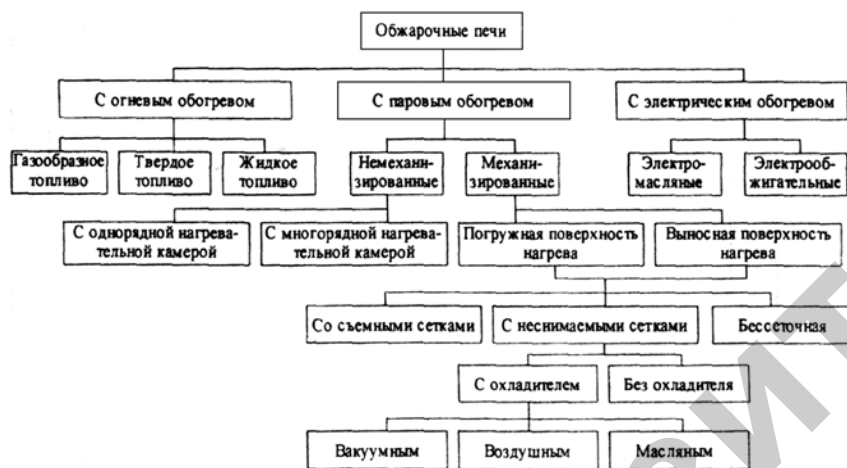 Обжарочные печи
С огневым обогревом
С паровым обогревом
С электрическим обогревом
Газообразное
топливо
Твердое
топливо
Жидкое
топливо
Немехани-
зированные
Механи-
зированные
Электро-
масляные
Электрооб-
жигательные
С однорядной нагрева-
тельной камерой
С многорядной нагрева-
тельной камерой
Погружная поверхность
нагрева
Выносная поверхность
нагрева
Со съемными сетками
С неснимаемыми сетками
Бессеточная
С охладителем
Без охладителя
Вакуумным
Воздушным
Масляным
ВИТ